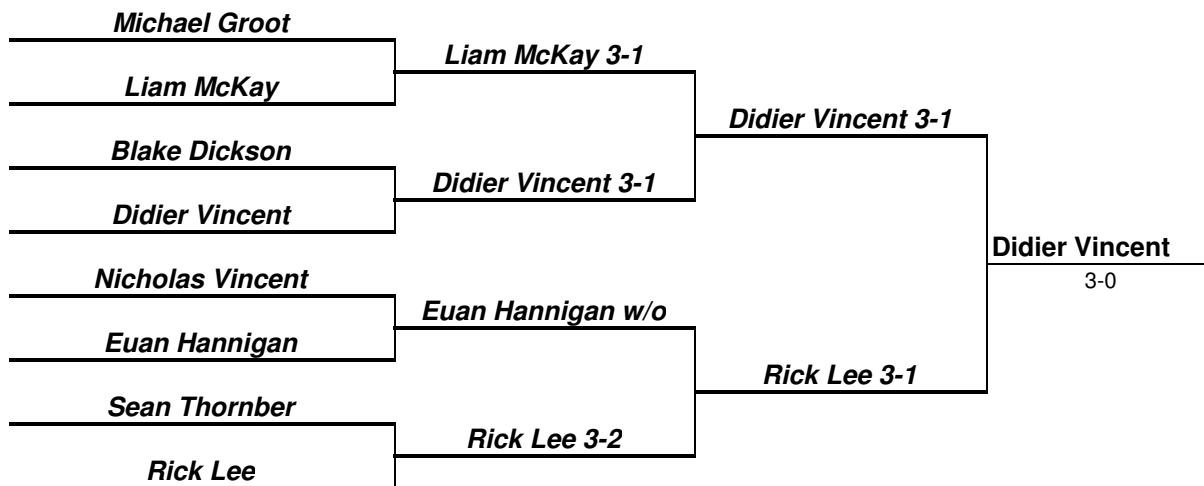 Michael Groot
Liam McKay 3-1
Liam McKay
Didier Vincent 3-1
Blake Dickson
Didier Vincent 3-1
Didier Vincent
Didier Vincent
Nicholas Vincent
3-0
Euan Hannigan w/o
Euan Hannigan
Rick Lee 3-1
Sean Thornber
Rick Lee 3-2
Rick Lee